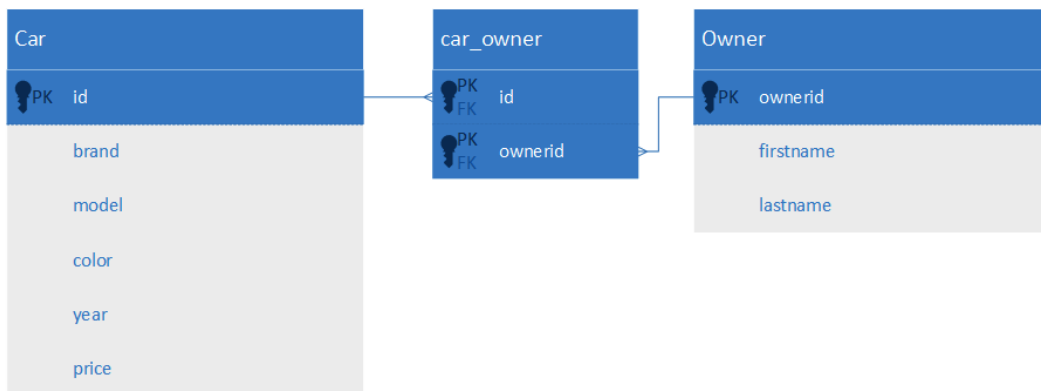 Car
PK id
brand
model
color
year
price
car_owner
PK
FK id
PK
FK ownerid
Owner
PK ownerid
firstname
lastname